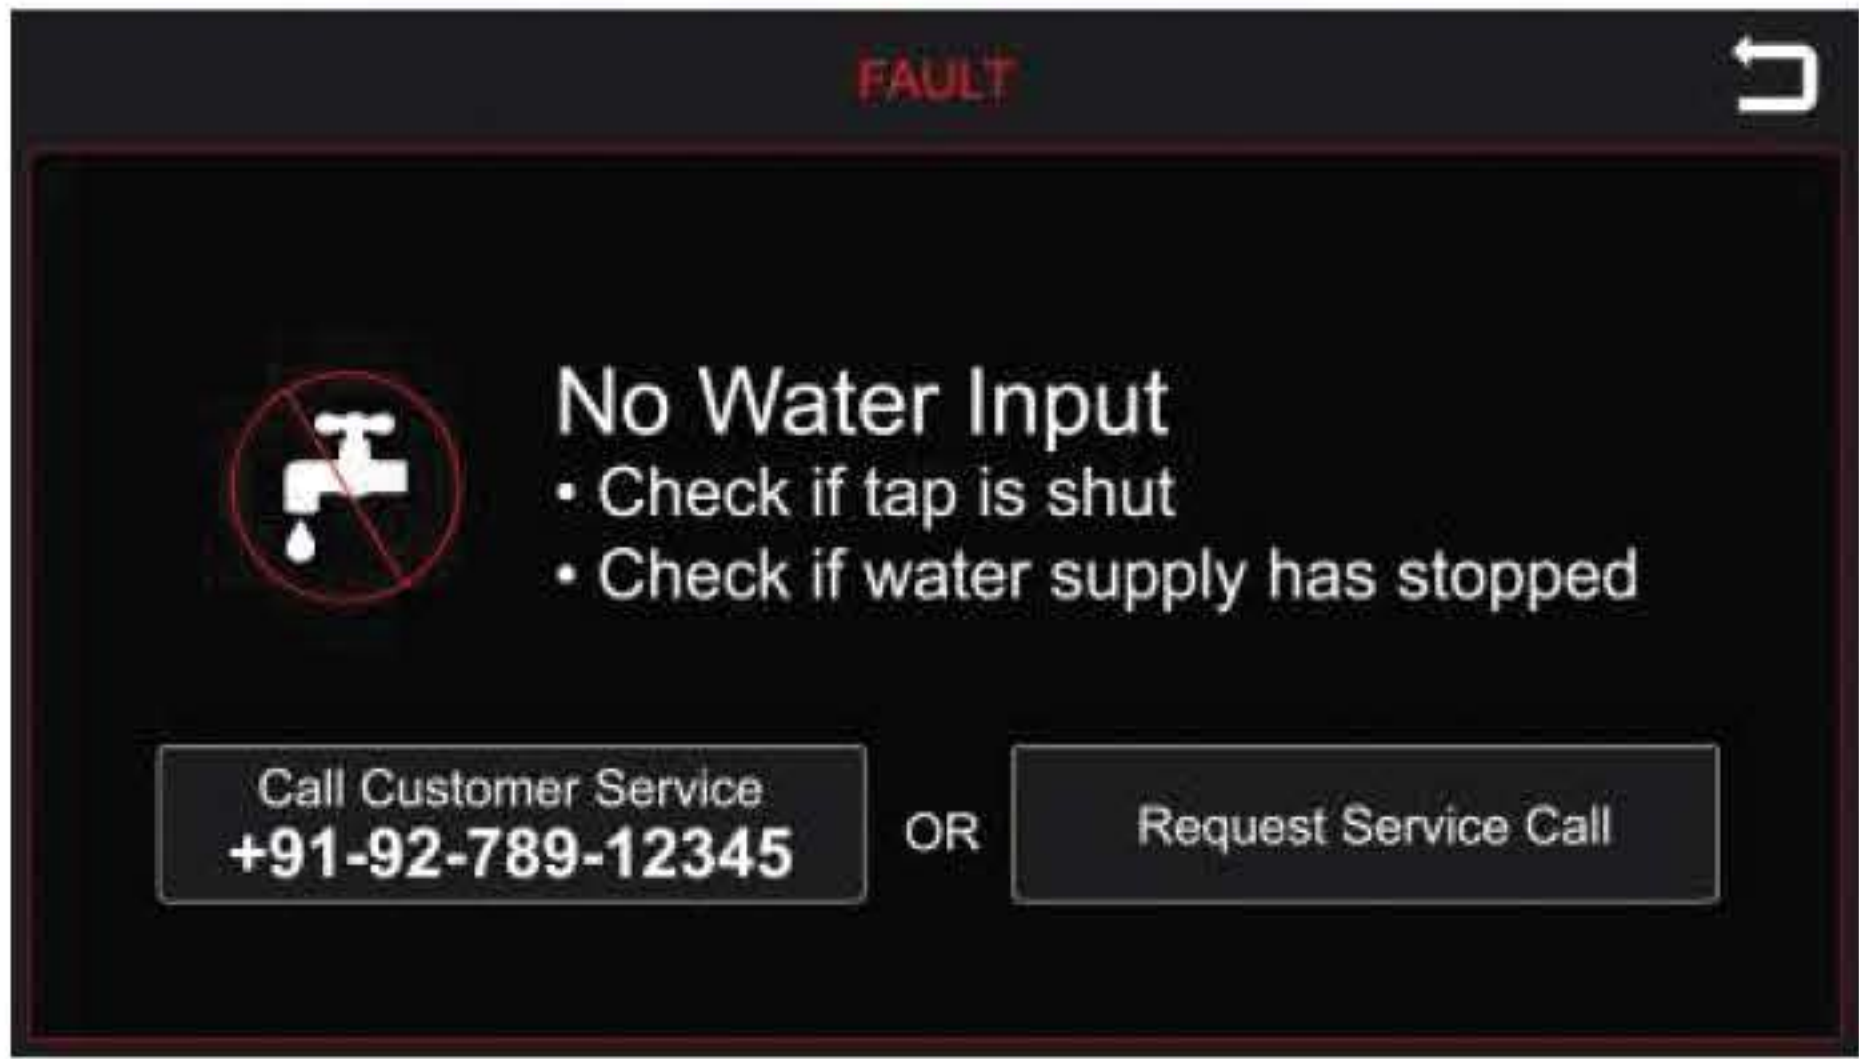 FAULT
No Water Input
• Check if tap is shut
• Check if water supply has stopped
Call Customer Service
+91-92-789-12345
OR
Request Service Call